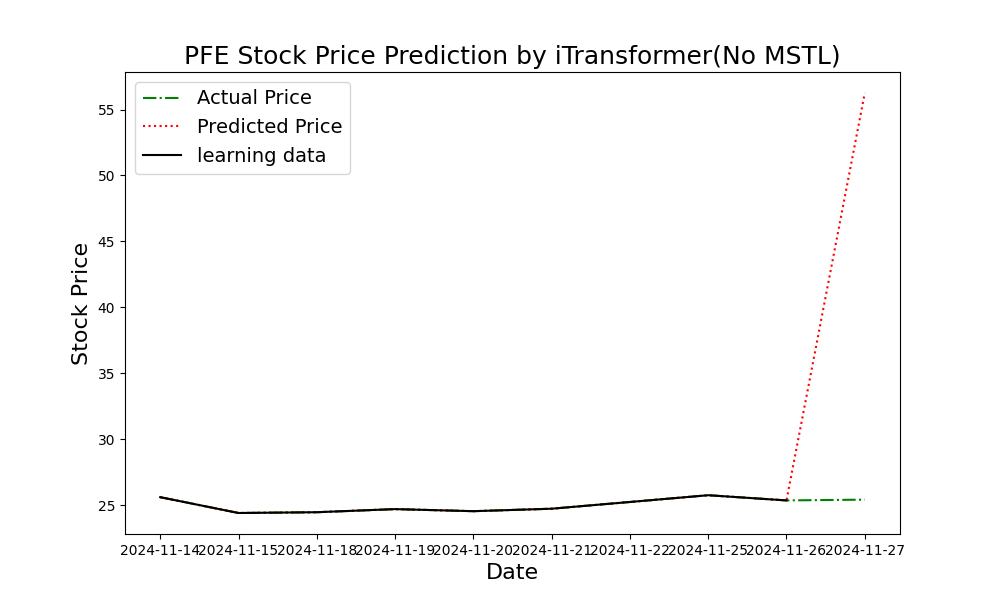 PFE Stock Price Prediction by iTransformer(No MSTL)
Actual Price
Predicted Price
learning data
55
50
45
40
35
30
25
Stock Price
2024-11-14 2024-11-15 2024-11-18 2024-11-19 2024-11-20 2024-11-21 2024-11-22 2024-11-25 2024-11-26 2024-11-27
Date